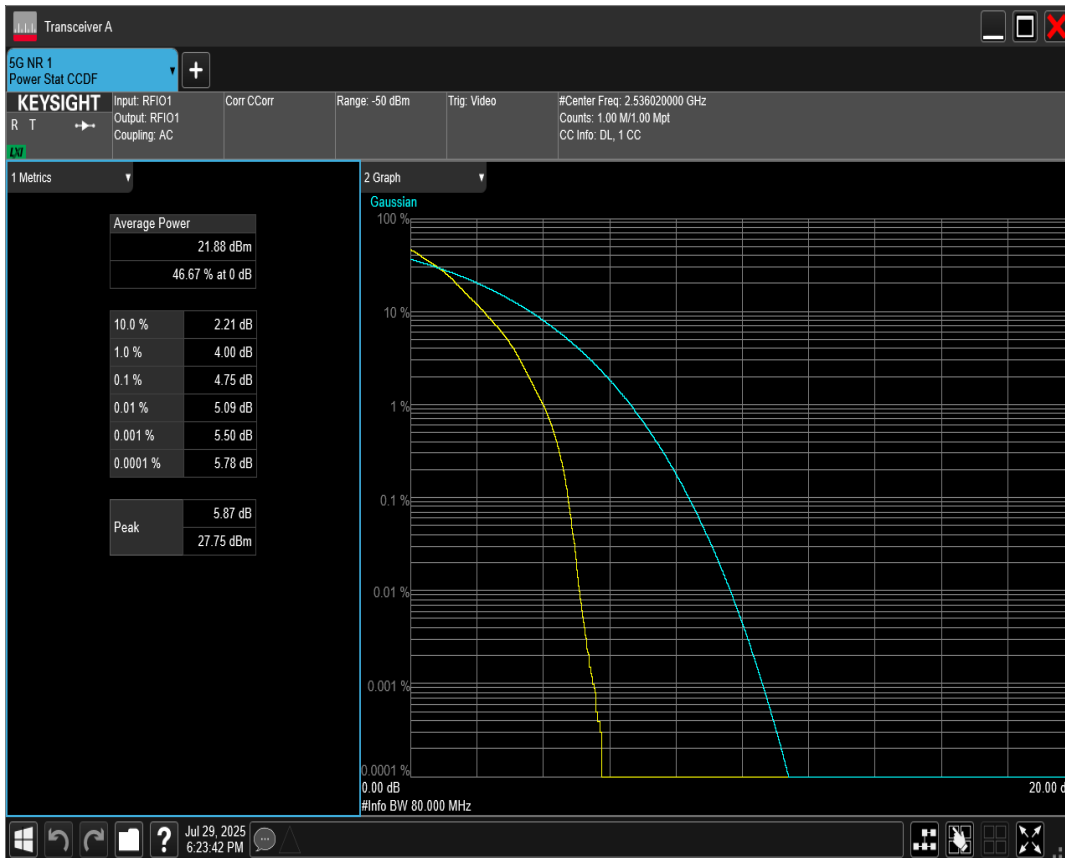 Transceiver A
5G NR 1
Power Stat CCDF
+
KEYSIGHT
R T
LXI
Input: RFIO1
Output: RFIO1
Coupling: AC
Corr CCorr
Range: -50 dBm
Trig: Video
#Center Freq: 2.536020000 GHz
Counts: 1.00 M/1.00 Mpt
CC Info: DL, 1 CC
1 Metrics
Average Power
21.88 dBm
46.67 % at 0 dB
10.0 % 2.21 dB
1.0 % 4.00 dB
0.1 % 4.75 dB
0.01 % 5.09 dB
0.001 % 5.50 dB
0.0001 % 5.78 dB
Peak
5.87 dB
27.75 dBm
2 Graph
Gaussian
100 %
10 %
1 %
0.1 %
0.01 %
0.001 %
0.0001 %
0.00 dB 20.00 d
#Info BW 80.000 MHz
?
Jul 29, 2025
6:23:42 PM